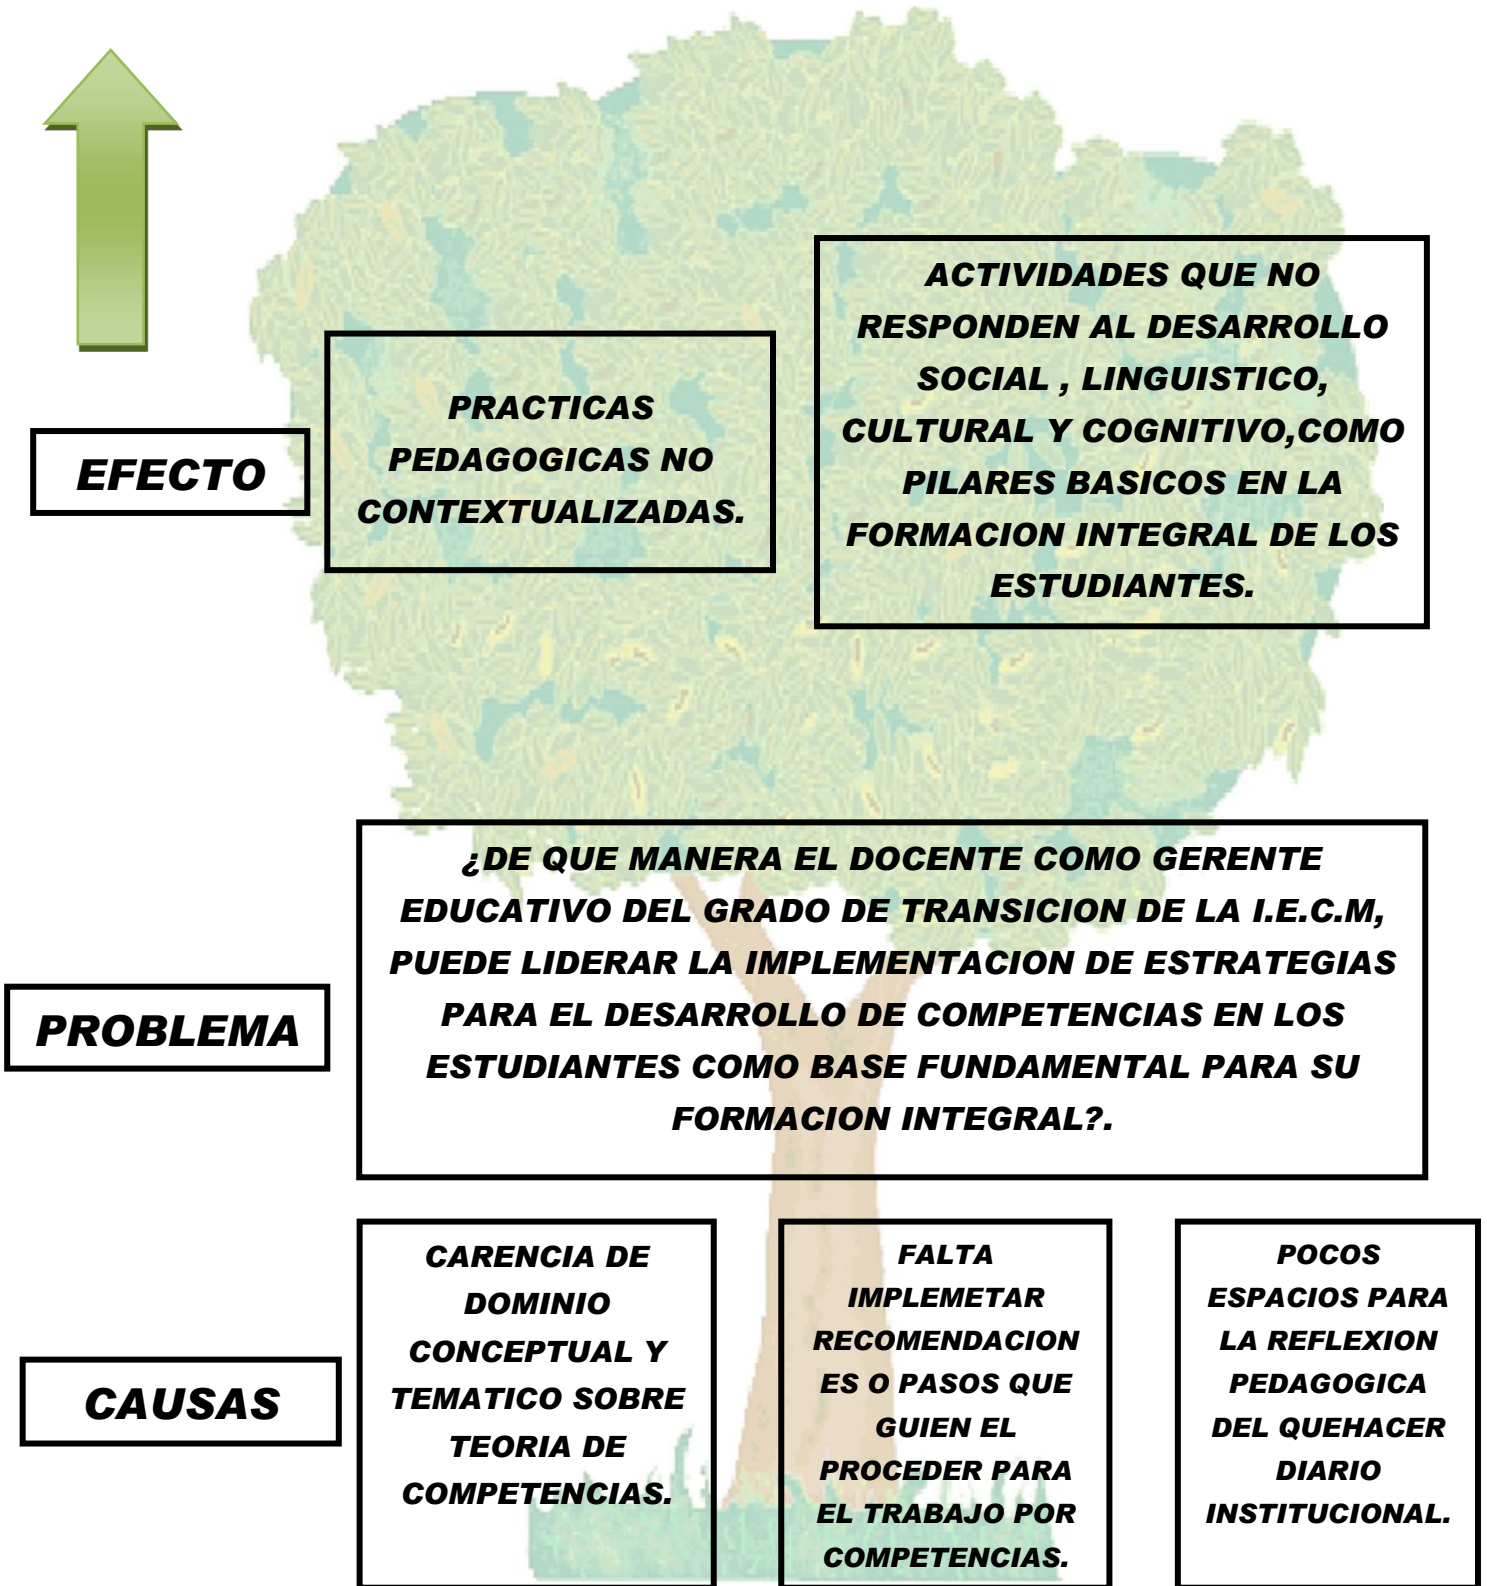 EFECTO
PRACTICAS
PEDAGOGICAS NO
CONTEXTUALIZADAS.
ACTIVIDADES QUE NO
RESPONDEN AL DESARROLLO
SOCIAL , LINGUISTICO,
CULTURAL Y COGNITIVO,COMO
PILARES BASICOS EN LA
FORMACION INTEGRAL DE LOS
ESTUDIANTES.
PROBLEMA
¿DE QUE MANERA EL DOCENTE COMO GERENTE
EDUCATIVO DEL GRADO DE TRANSICION DE LA I.E.C.M,
PUEDE LIDERAR LA IMPLEMENTACION DE ESTRATEGIAS
PARA EL DESARROLLO DE COMPETENCIAS EN LOS
ESTUDIANTES COMO BASE FUNDAMENTAL PARA SU
FORMACION INTEGRAL?.
CAUSAS
CARENCIA DE
DOMINIO
CONCEPTUAL Y
TEMATICO SOBRE
TEORIA DE
COMPETENCIAS.
FALTA
IMPLEMETAR
RECOMENDACION
ES O PASOS QUE
GUIEN EL
PROCEDER PARA
EL TRABAJO POR
COMPETENCIAS.
POCOS
ESPACIOS PARA
LA REFLEXION
PEDAGOGICA
DEL QUEHACER
DIARIO
INSTITUCIONAL.